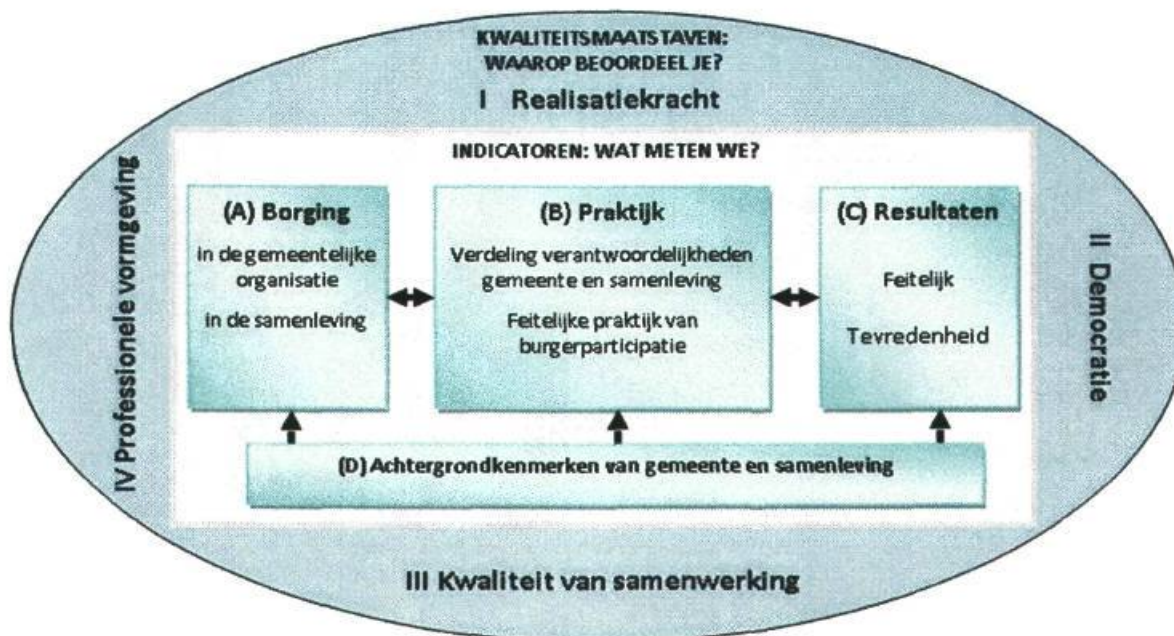 KWALITEITSMAATSTAVEN:
WAAROP BEOORDEEL JE?
I Realisatiekracht
INDICATOREN: WAT METEN WE?
(A) Borging
in de gemeentelijke
organisatie
in de samenleving
(B) Praktijk
Verdeling verantwoordelijkheden
gemeente en samenleving
Feitelijke praktijk van
burgerparticipatie
(C) Resultaten
Feitelijk
Tevredenheid
(D) Achtergrondkenmerken van gemeente en samenleving
II Democratie
III Kwaliteit van samenwerking
IV Professionele vormgeving